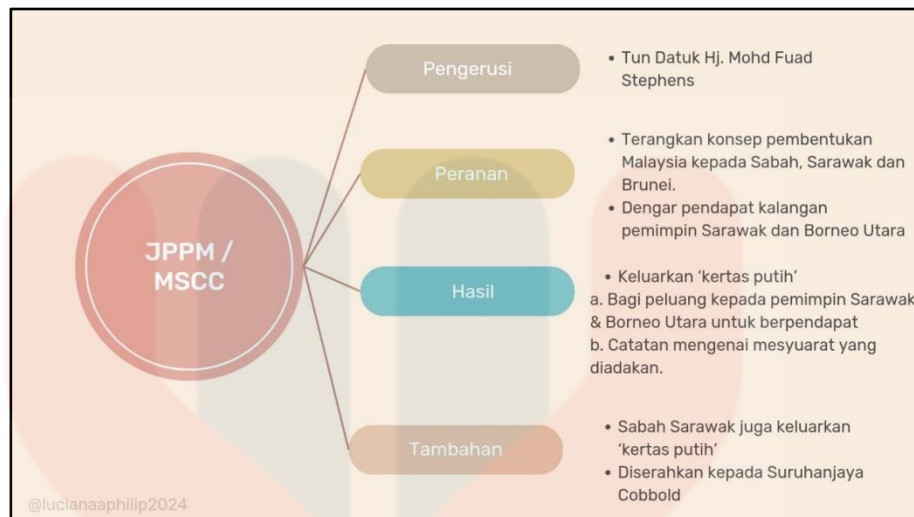 JPPM /
MSCC
Pengerusi
• Tun Datuk Hj. Mohd Fuad
Stephens
Peranan
• Terangkan konsep pembentukan
Malaysia kepada Sabah, Sarawak dan
Brunei.
• Dengar pendapat kalangan
pemimpin Sarawak dan Borneo Utara
Hasil
• Keluarkan ‘kertas putih’
a. Bagi peluang kepada pemimpin Sarawak
& Borneo Utara untuk berpendapat
b. Catatan mengenai mesyuarat yang
diadakan.
Tambahan
• Sabah Sarawak juga keluarkan
‘kertas putih’
• Diserahkan kepada Suruhanjaya
Cobbold
@lucianaaphilip2024